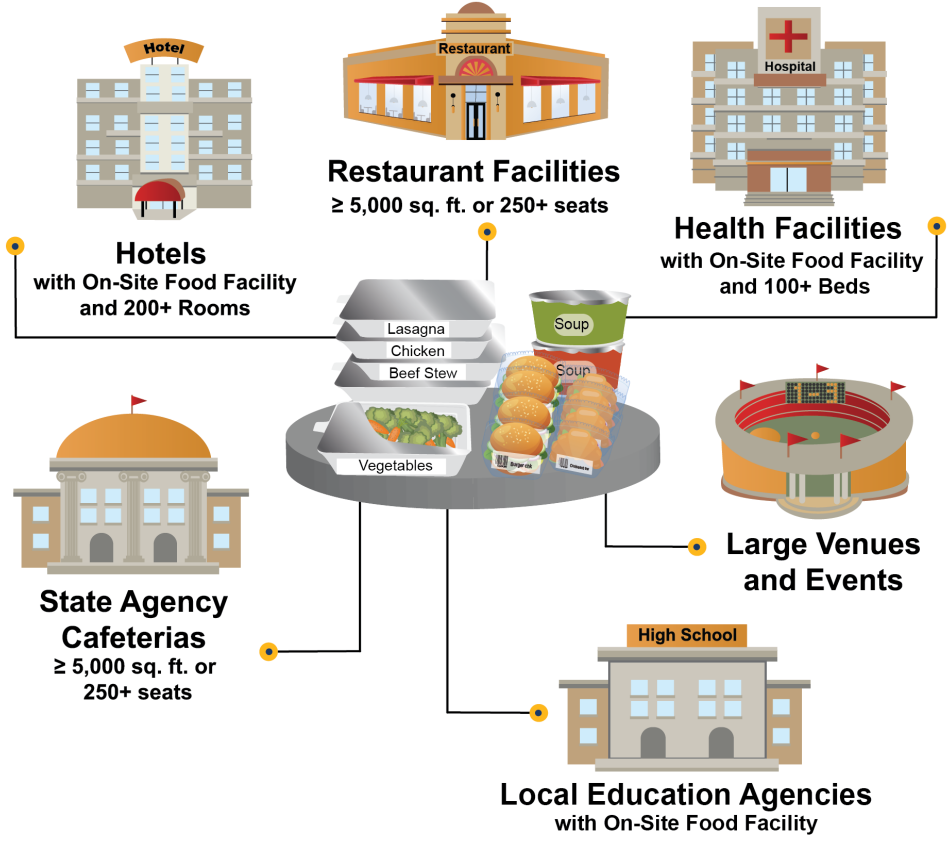 Hotel
Restaurant
Hospital
Restaurant Facilities
≥ 5,000 sq. ft. or 250+ seats
Health Facilities
with On-Site Food Facility
and 100+ Beds
Hotels
with On-Site Food Facility
and 200+ Rooms
Lasagna
Chicken
Beef Stew
Vegetables
Soup
Soup
1-3
Large Venues
and Events
State Agency
Cafeterias
≥ 5,000 sq. ft. or
250+ seats
High School
Local Education Agencies
with On-Site Food Facility